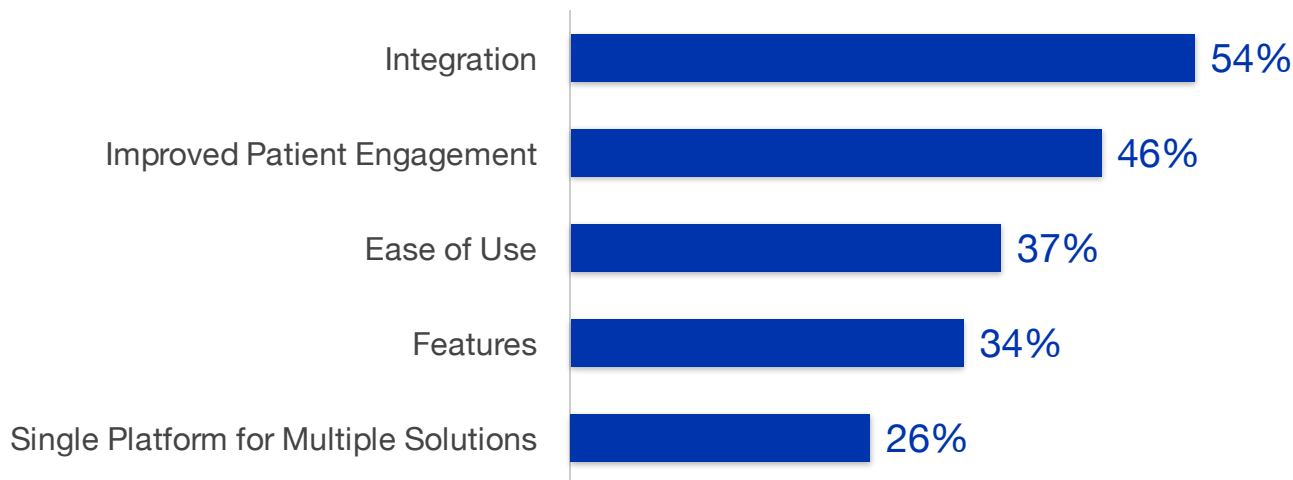 Integration 54%
Improved Patient Engagement 46%
Ease of Use 37%
Features 34%
Single Platform for Multiple Solutions 26%